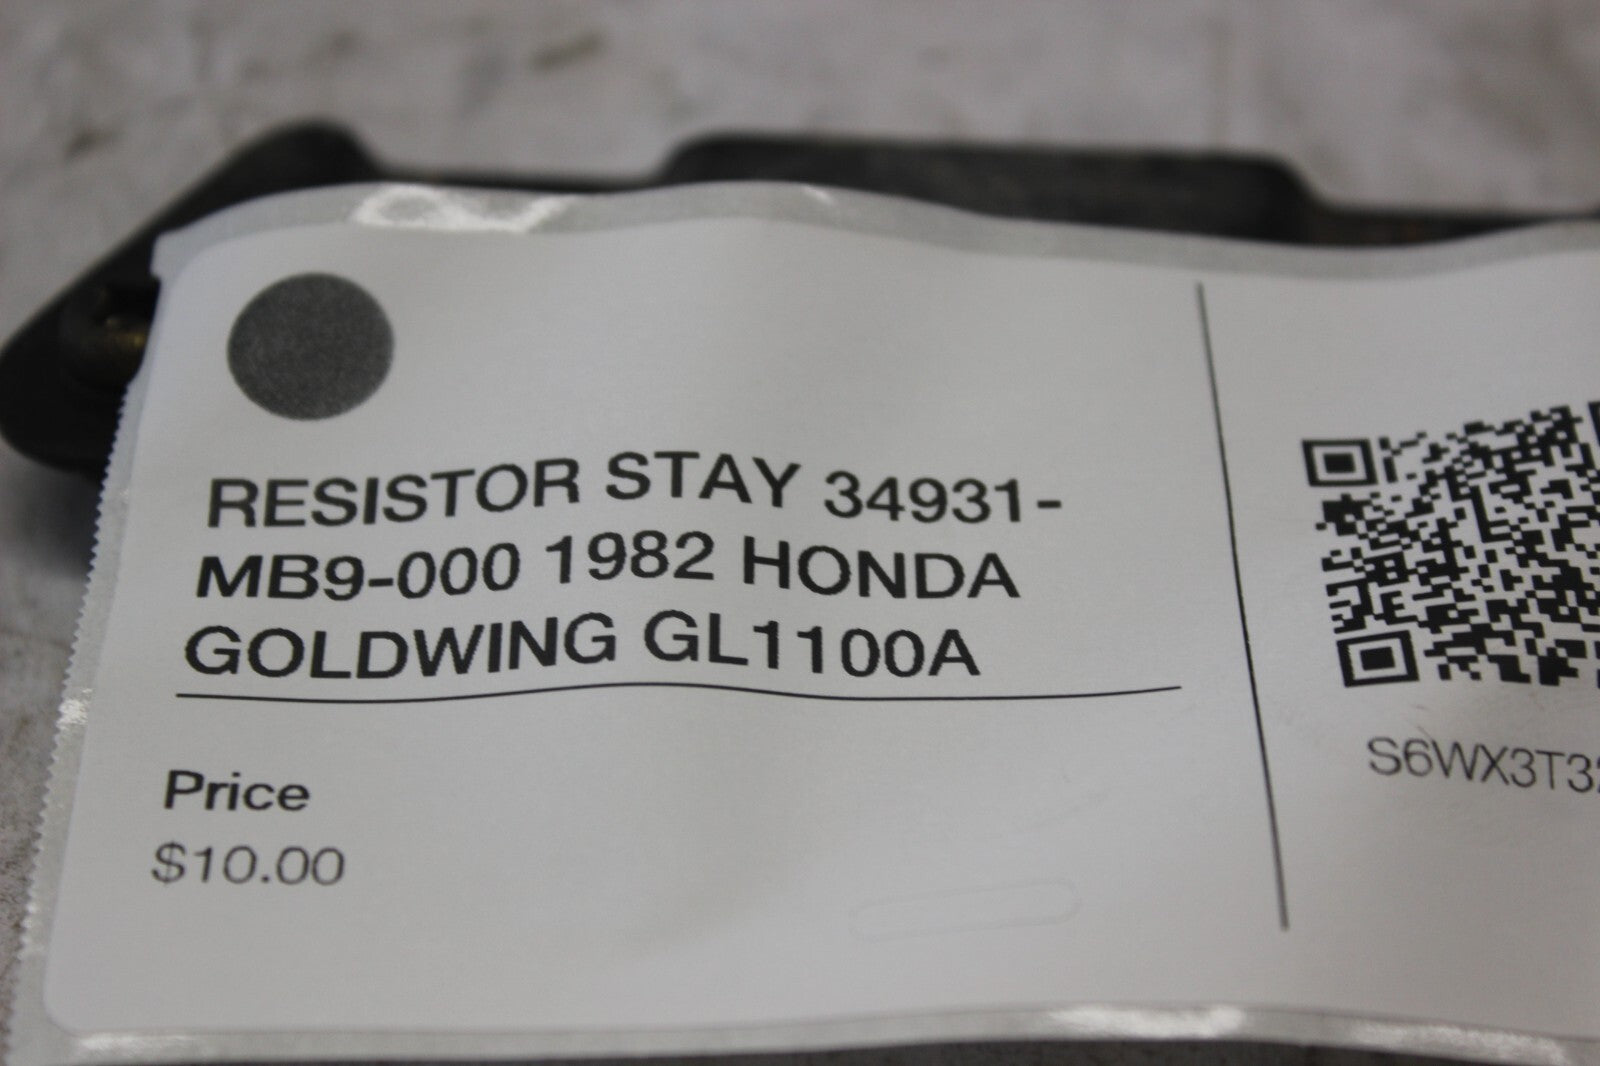 RESISTOR STAY 34931-
MB9-000 1982 HONDA
GOLDWING GL1100A
Price
$10.00